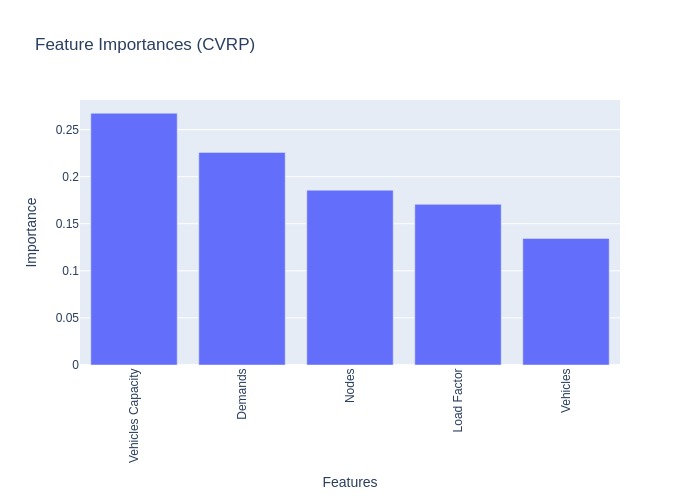 Feature Importances (CVRP)
Importance
0.25
0.2
0.15
0.1
0.05
0
Vehicles Capacity
Demands
Nodes
Load Factor
Vehicles
Features